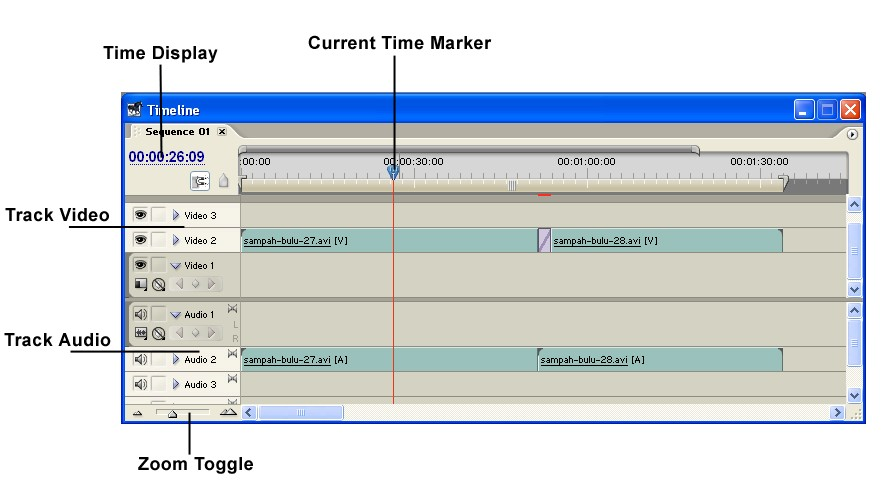 Current Time Marker
Time Display
Timeline
Sequence 01
00:00:26:09
:00:00
00:00:30:00
00:01:00:00
00:01:30:00
Track Video
Video 3
Video 2
sampah-bulu-27.avi [V]
sampah-bulu-28.avi [V]
Video 1
Audio 1
L
R
Track Audio
Audio 2
sampah-bulu-27.avi [A]
sampah-bulu-28.avi [A]
Audio 3
Zoom Toggle